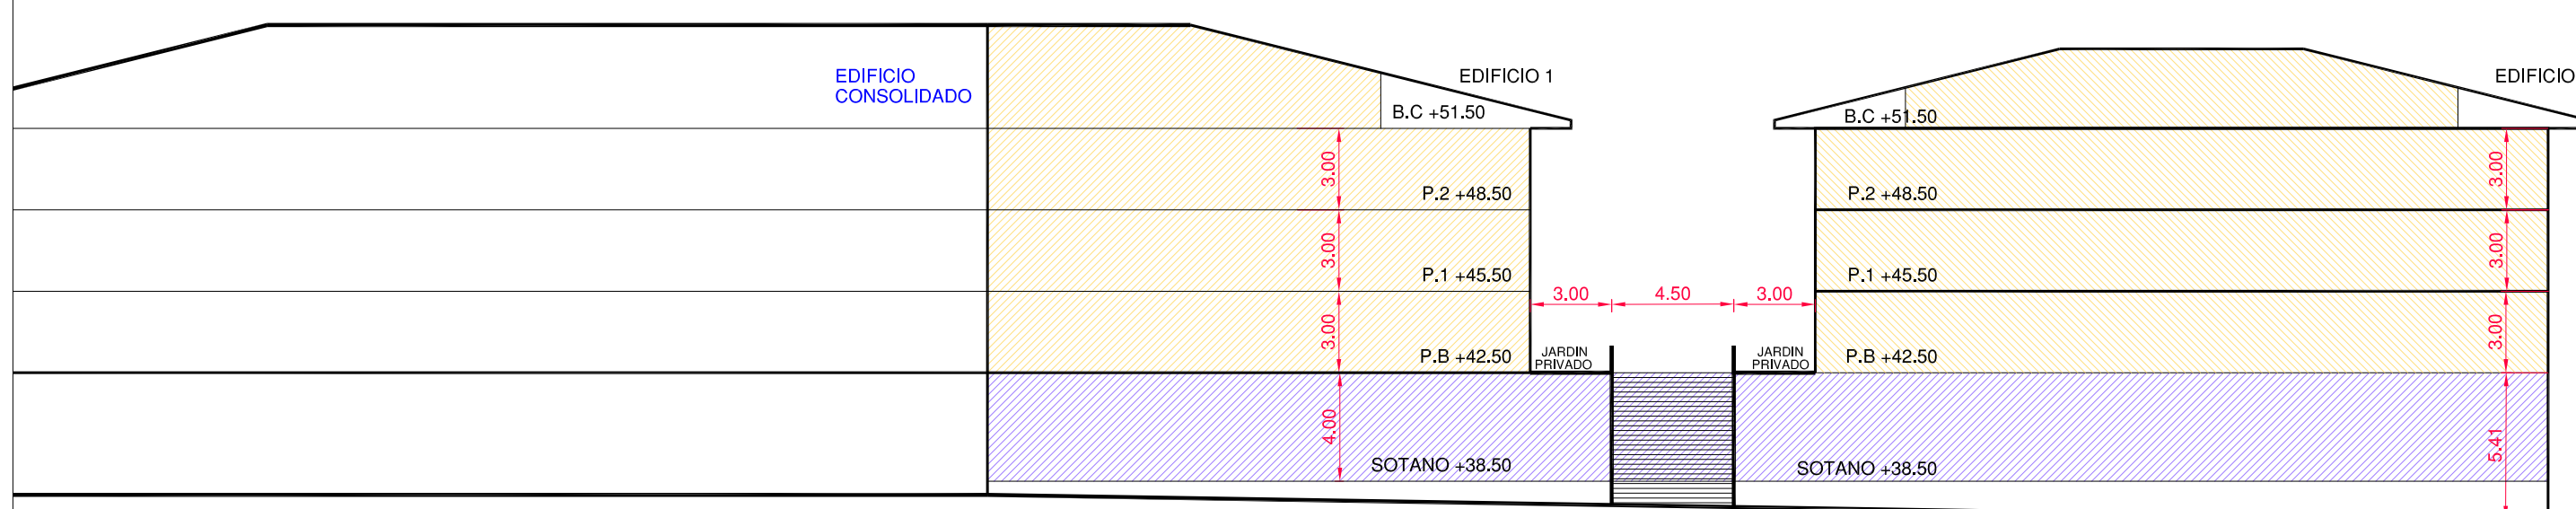 EDIFICIO
CONSOLIDADO
EDIFICIO 1
EDIFICIO
B.C +51.50
B.C +51.50
3.00
3.00
P.2 +48.50
P.2 +48.50
3.00
3.00
P.1 +45.50
P.1 +45.50
3.00
4.50
3.00
3.00
3.00
P.B +42.50
JARDIN
PRIVADO
JARDIN
PRIVADO
P.B +42.50
4.00
5.41
SOTANO +38.50
SOTANO +38.50